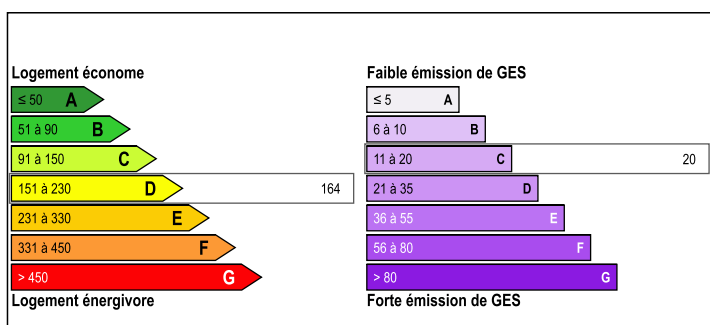 Logement économe
≤ 50 A
51 à 90 B
91 à 150 C
151 à 230 D 164
231 à 330 E
331 à 450 F
> 450 G
Logement énergivore
Faible émission de GES
≤ 5 A
6 à 10 B
11 à 20 C 20
21 à 35 D
36 à 55 E
56 à 80 F
> 80 G
Forte émission de GES